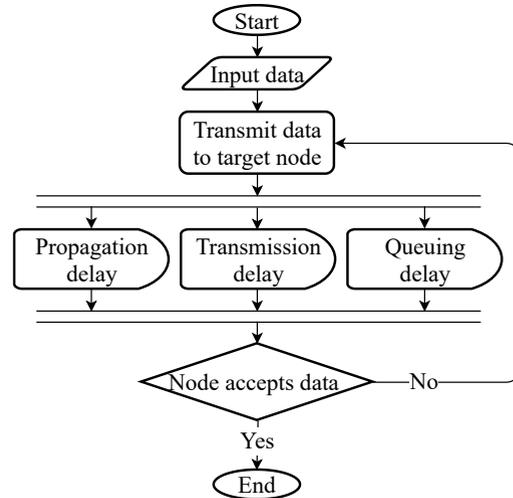 Start
Input data
Transmit data
to target node
Propagation
delay
Transmission
delay
Queuing
delay
Node accepts data
No
Yes
End